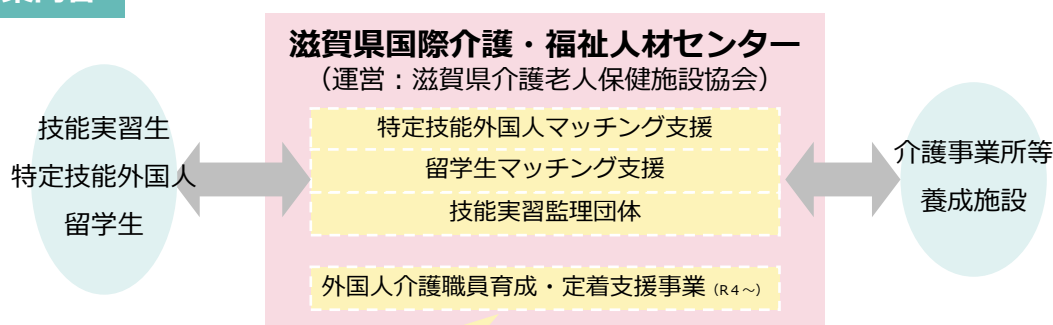 滋賀県国際介護・福祉人材センター
（運営：滋賀県介護老人保健施設協会）
技能実習生
特定技能外国人
留学生
特定技能外国人マッチング支援
留学生マッチング支援
技能実習監理団体
外国人介護職員育成・定着支援事業（R4～）
介護事業所等
養成施設